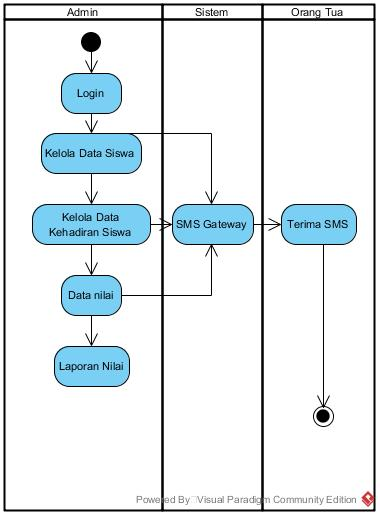 Admin
Sistem
Orang Tua
Login
Kelola Data Siswa
Kelola Data
Kehadiran Siswa
SMS Gateway
Terima SMS
Data nilai
Laporan Nilai
Powered By Visual Paradigm Community Edition